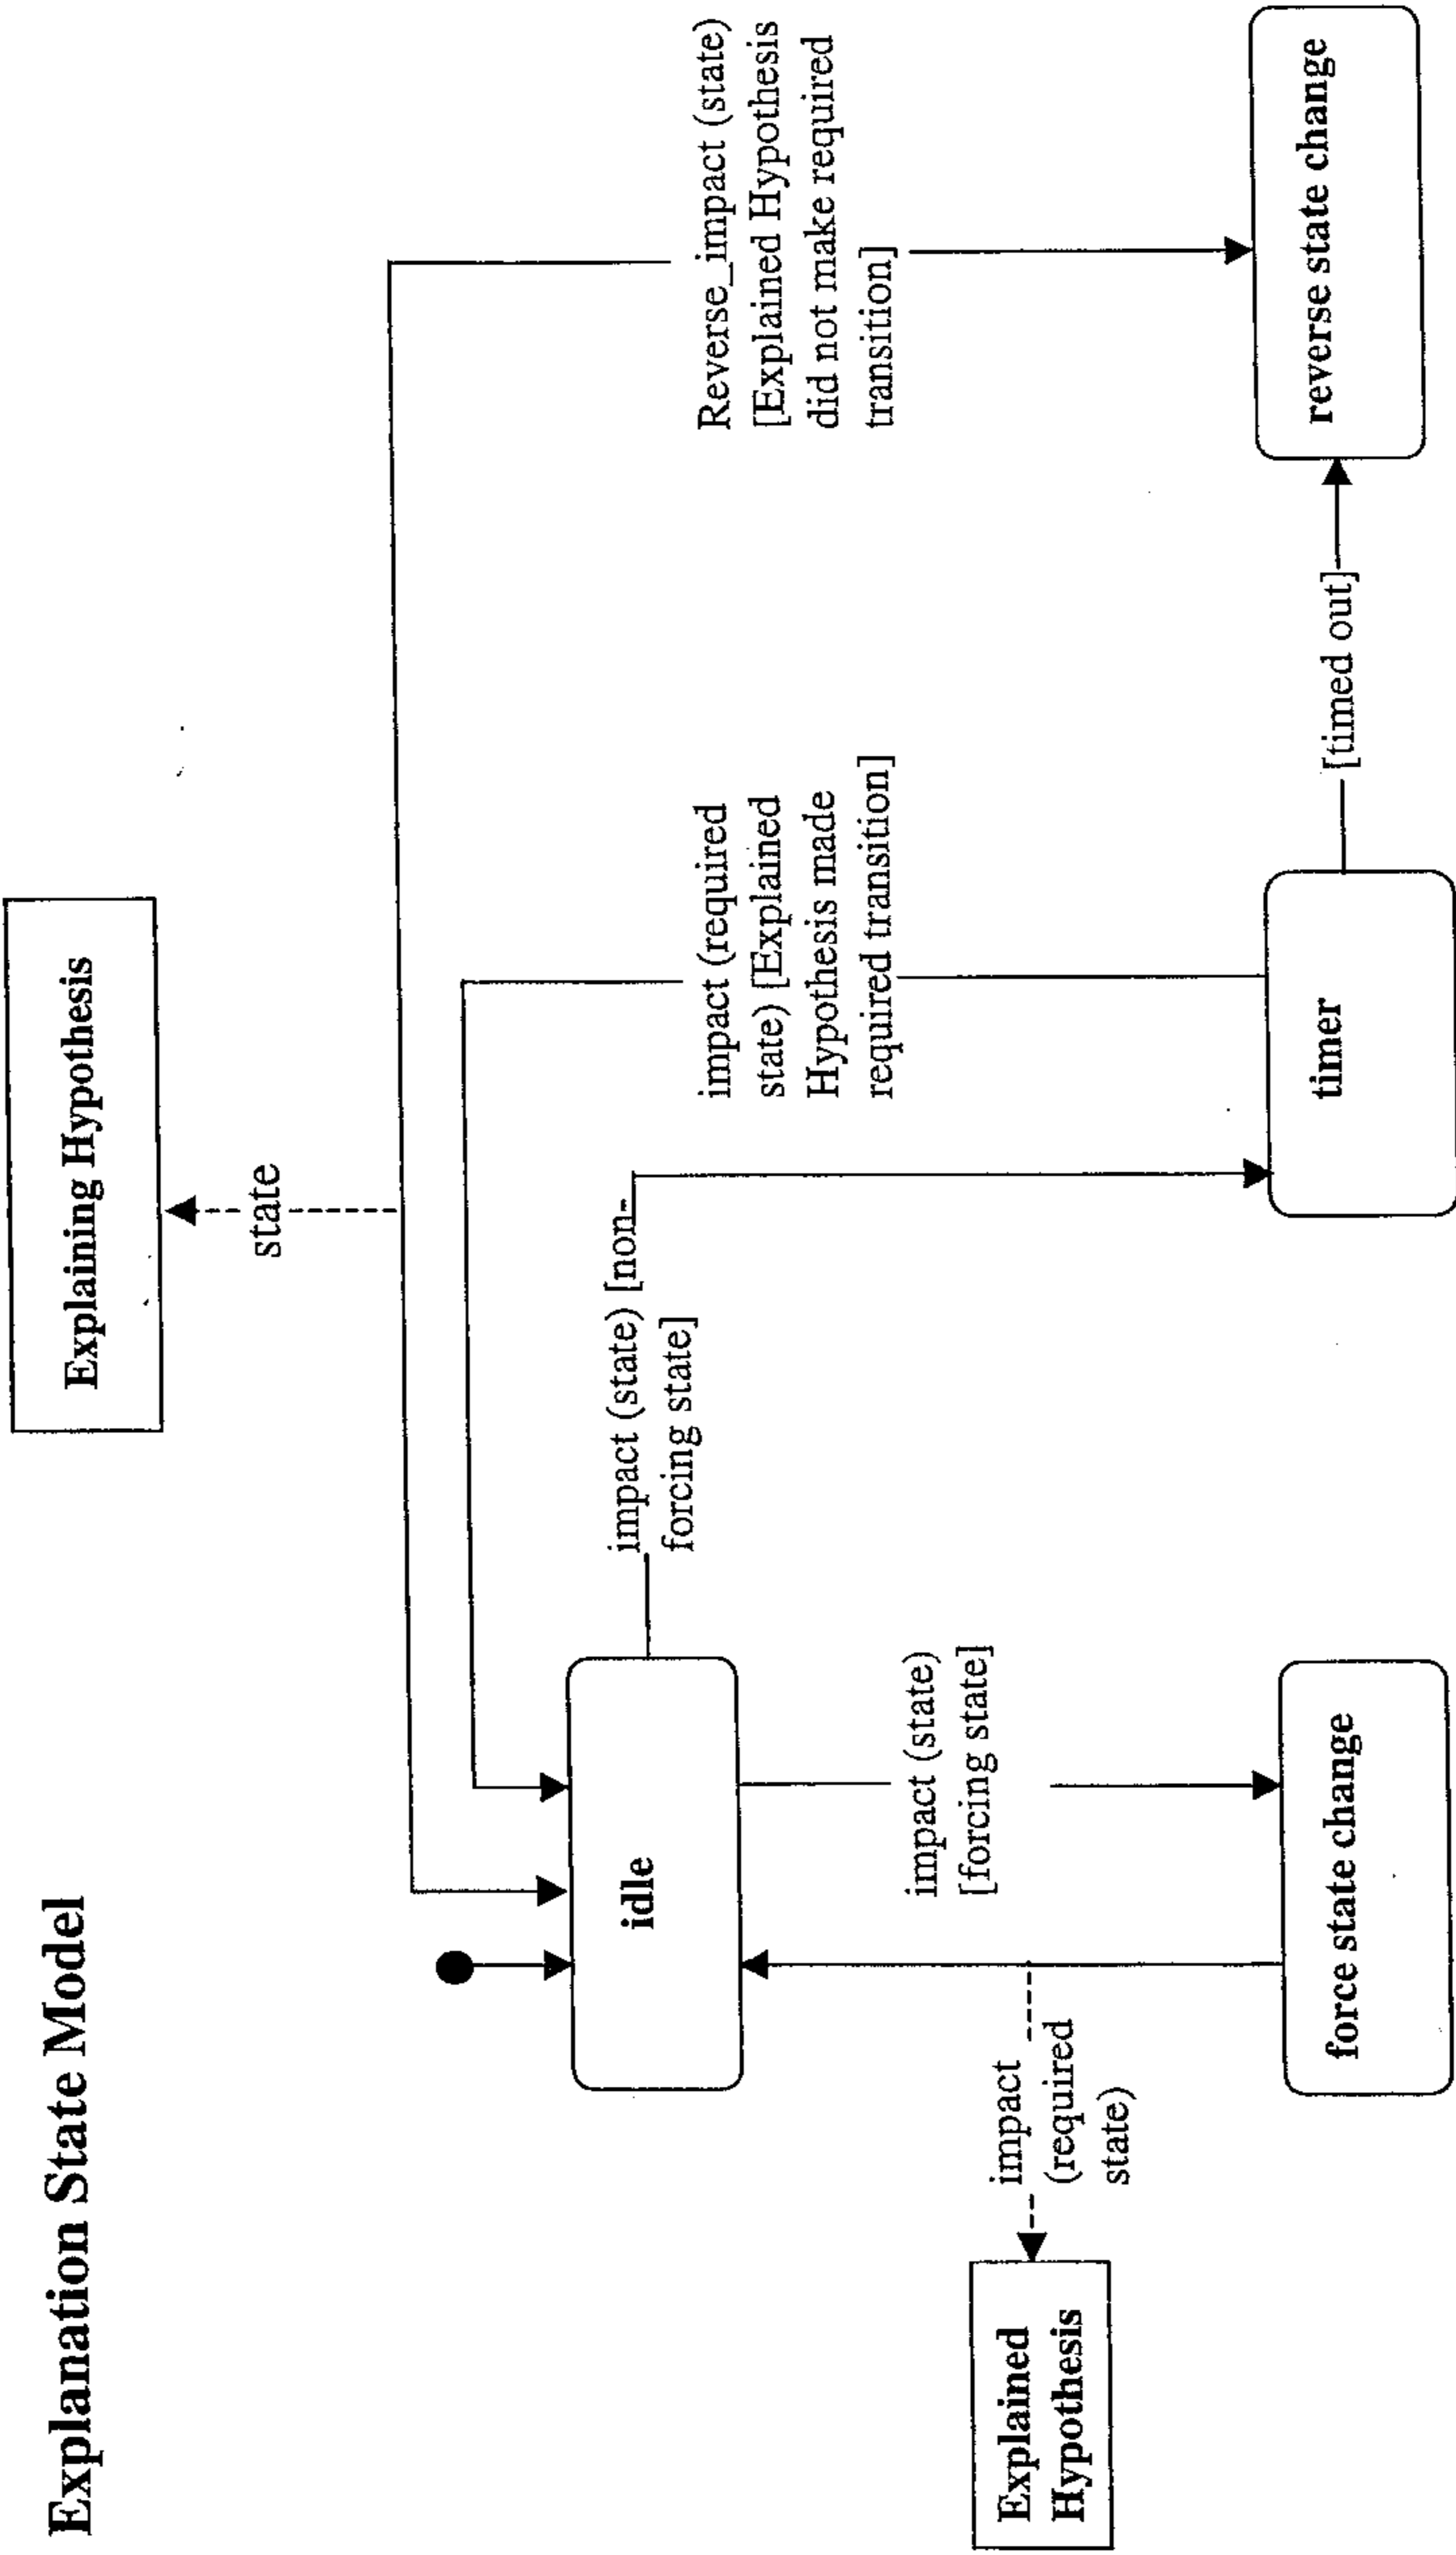 Explanation State Model
Explaining Hypothesis
state
Reverse_impact (state)
[Explained Hypothesis
did not make required
transition]
impact (required
state) [Explained
Hypothesis made
required transition]
impact (state) [non-
forcing state]
idle
impact (state)
[forcing state]
impact
(required
state)
Explained
Hypothesis
force state change
timer
[timed out]
reverse state change